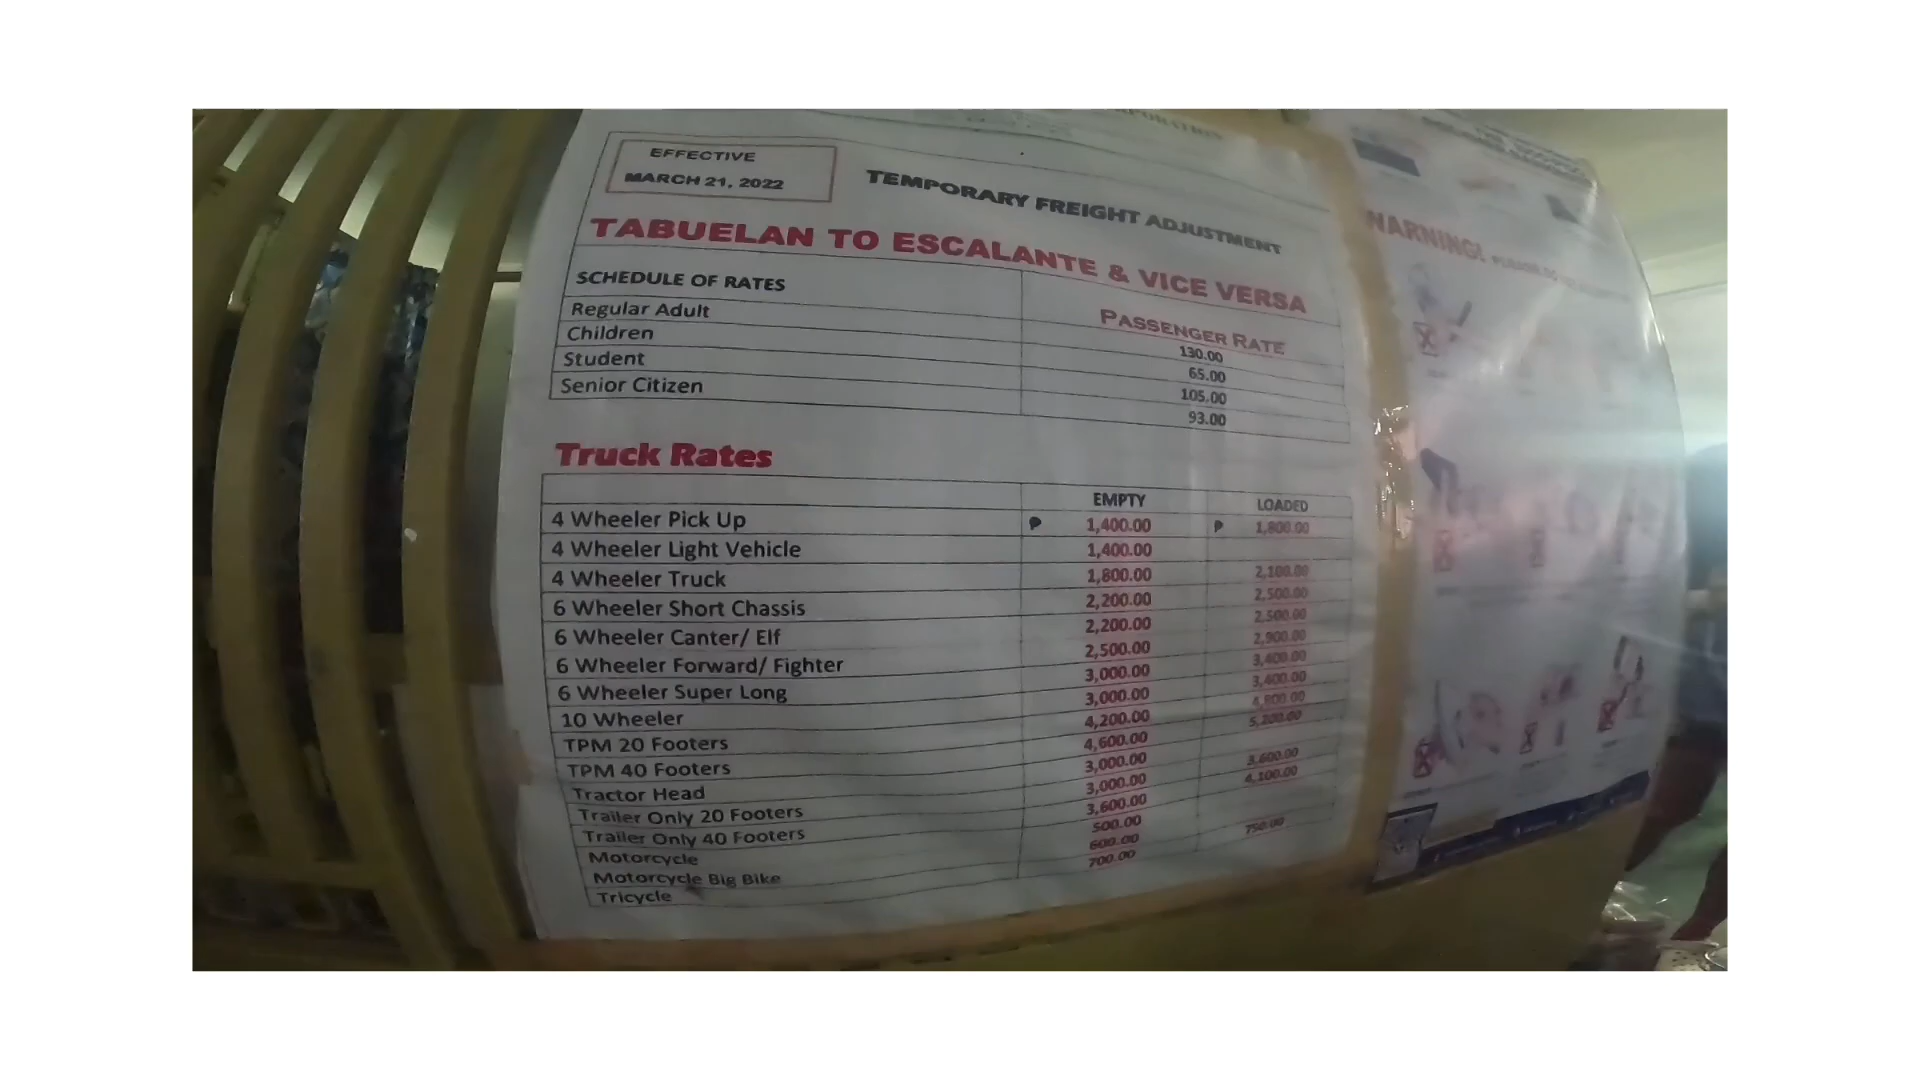 EFFECTIVE
MARCH 21, 2022
TEMPORARY FREIGHT ADJUSTMENT
TABUELAN TO ESCALANTE & VICE VERSA
SCHEDULE OF RATES PASSENGER RATE
Regular Adult 130.00
Children 65.00
Student 105.00
Senior Citizen 93.00
Truck Rates
EMPTY LOADED
4 Wheeler Pick Up ₱ 1,400.00 ₱ 1,800.00
4 Wheeler Light Vehicle 1,400.00
4 Wheeler Truck 1,800.00 2,100.00
6 Wheeler Short Chassis 2,200.00 2,500.00
6 Wheeler Canter/ Elf 2,200.00 2,500.00
6 Wheeler Forward/ Fighter 2,500.00 2,900.00
6 Wheeler Super Long 3,000.00 3,400.00
10 Wheeler 3,000.00 3,400.00
TPM 20 Footers 4,200.00 4,800.00
TPM 40 Footers 4,600.00 5,200.00
Tractor Head 3,000.00
Trailer Only 20 Footers 3,000.00 3,600.00
Trailer Only 40 Footers 3,600.00 4,100.00
Motorcycle 500.00
Motorcycle Big Bike 600.00
Tricycle 700.00 750.00
WARNING!